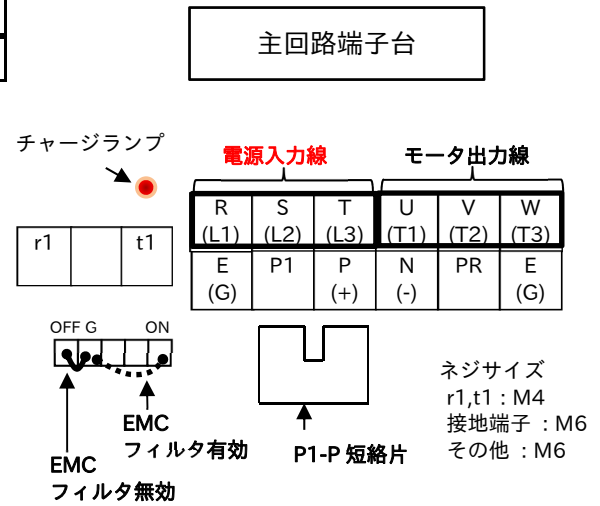 主回路端子台
チャージランプ
電源入力線 モータ出力線
R S T U V W
(L1) (L2) (L3) (T1) (T2) (T3)
r1 t1
E P1 P N PR E
(G) (+) (-) (G)
OFF G ON
ネジサイズ
r1,t1：M4
接地端子 ：M6
その他 ：M6
EMC
フィルタ有効
P1-P 短絡片
EMC
フィルタ無効